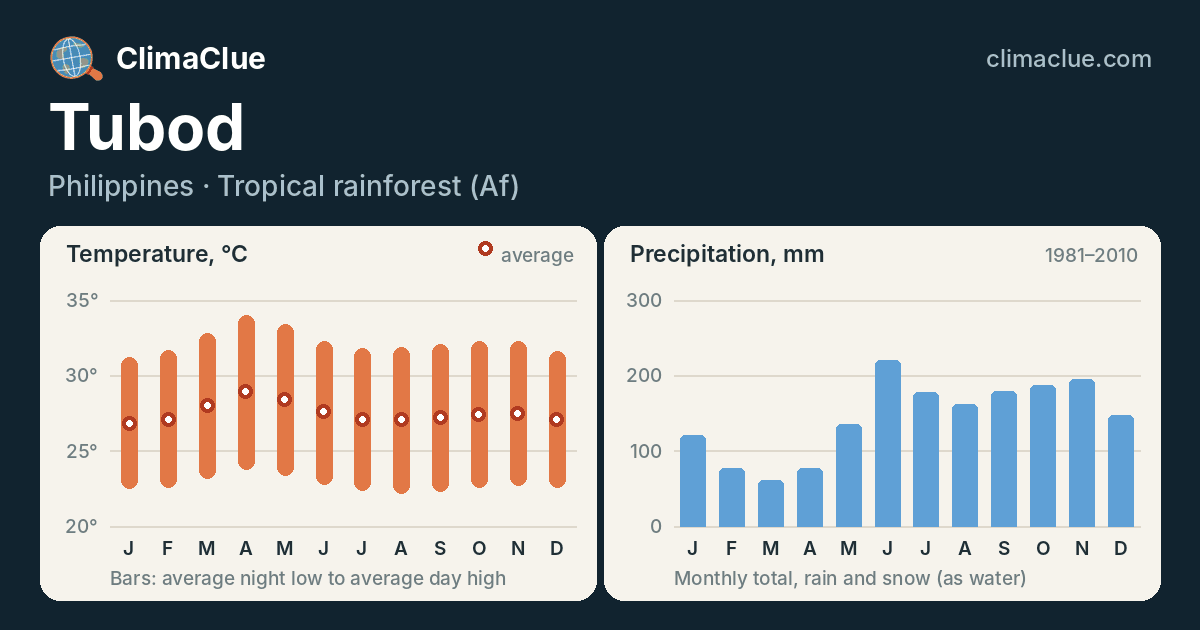 ClimaClue
climaclue.com
Tubod
Philippines · Tropical rainforest (Af)
Temperature, °C
average
35°
30°
25°
20°
J F M A M J J A S O N D
Bars: average night low to average day high
Precipitation, mm
1981–2010
300
200
100
0
J F M A M J J A S O N D
Monthly total, rain and snow (as water)